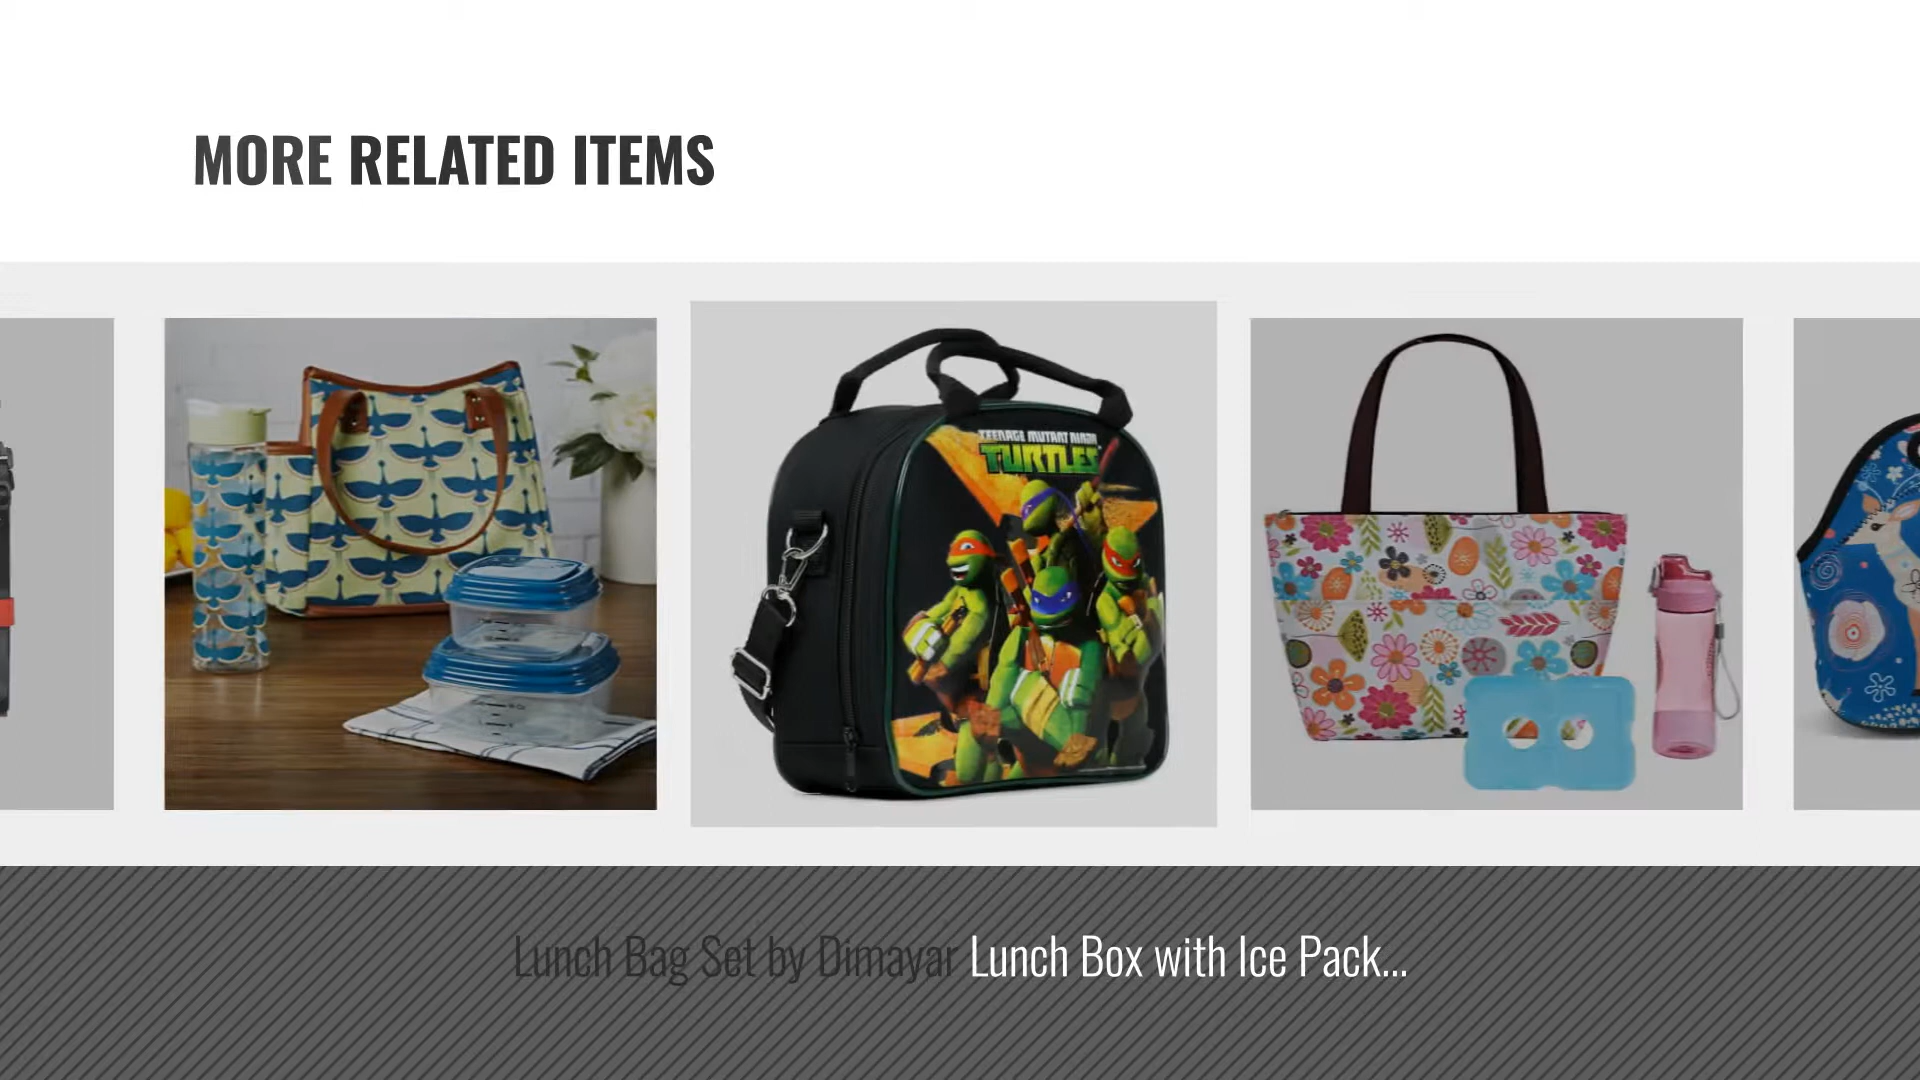 MORE RELATED ITEMS
TEENAGE MUTANT NINJA
TURTLES
Lunch Bag Set by Dimayar Lunch Box with Ice Pack...